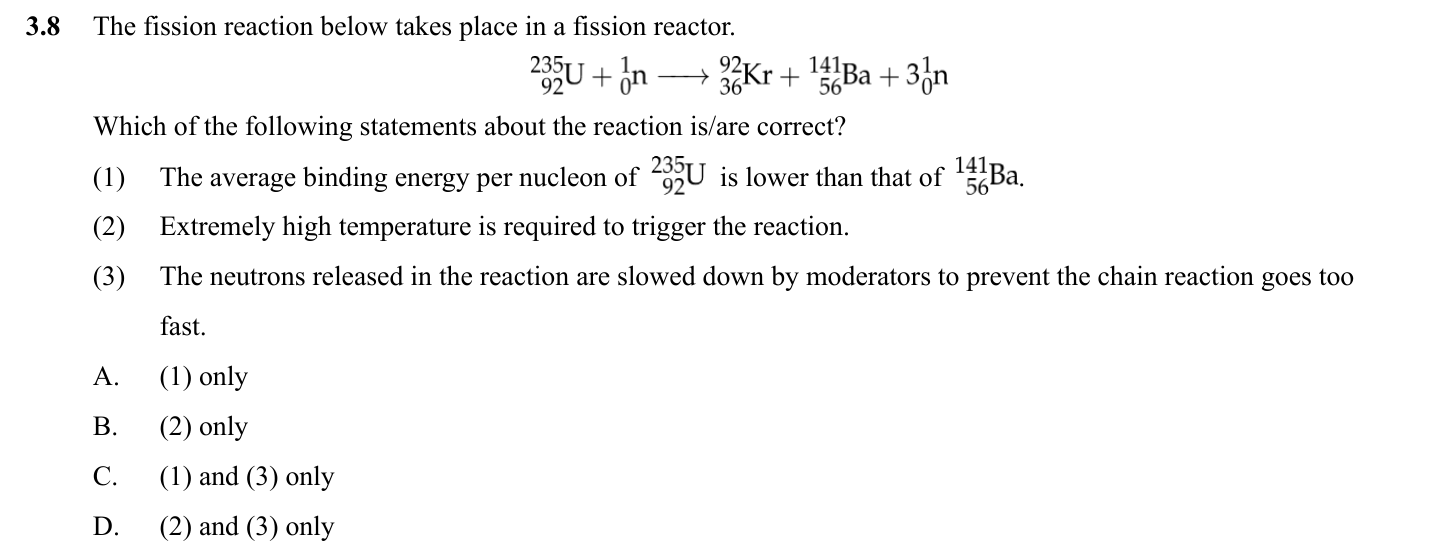 3.8 The fission reaction below takes place in a fission reactor.
²³⁵₉₂U + ¹₀n ⟶ ⁹²₃₆Kr + ¹⁴¹₅₆Ba + 3¹₀n
Which of the following statements about the reaction is/are correct?
(1) The average binding energy per nucleon of ²³⁵₉₂U is lower than that of ¹⁴¹₅₆Ba.
(2) Extremely high temperature is required to trigger the reaction.
(3) The neutrons released in the reaction are slowed down by moderators to prevent the chain reaction goes too
fast.
A. (1) only
B. (2) only
C. (1) and (3) only
D. (2) and (3) only